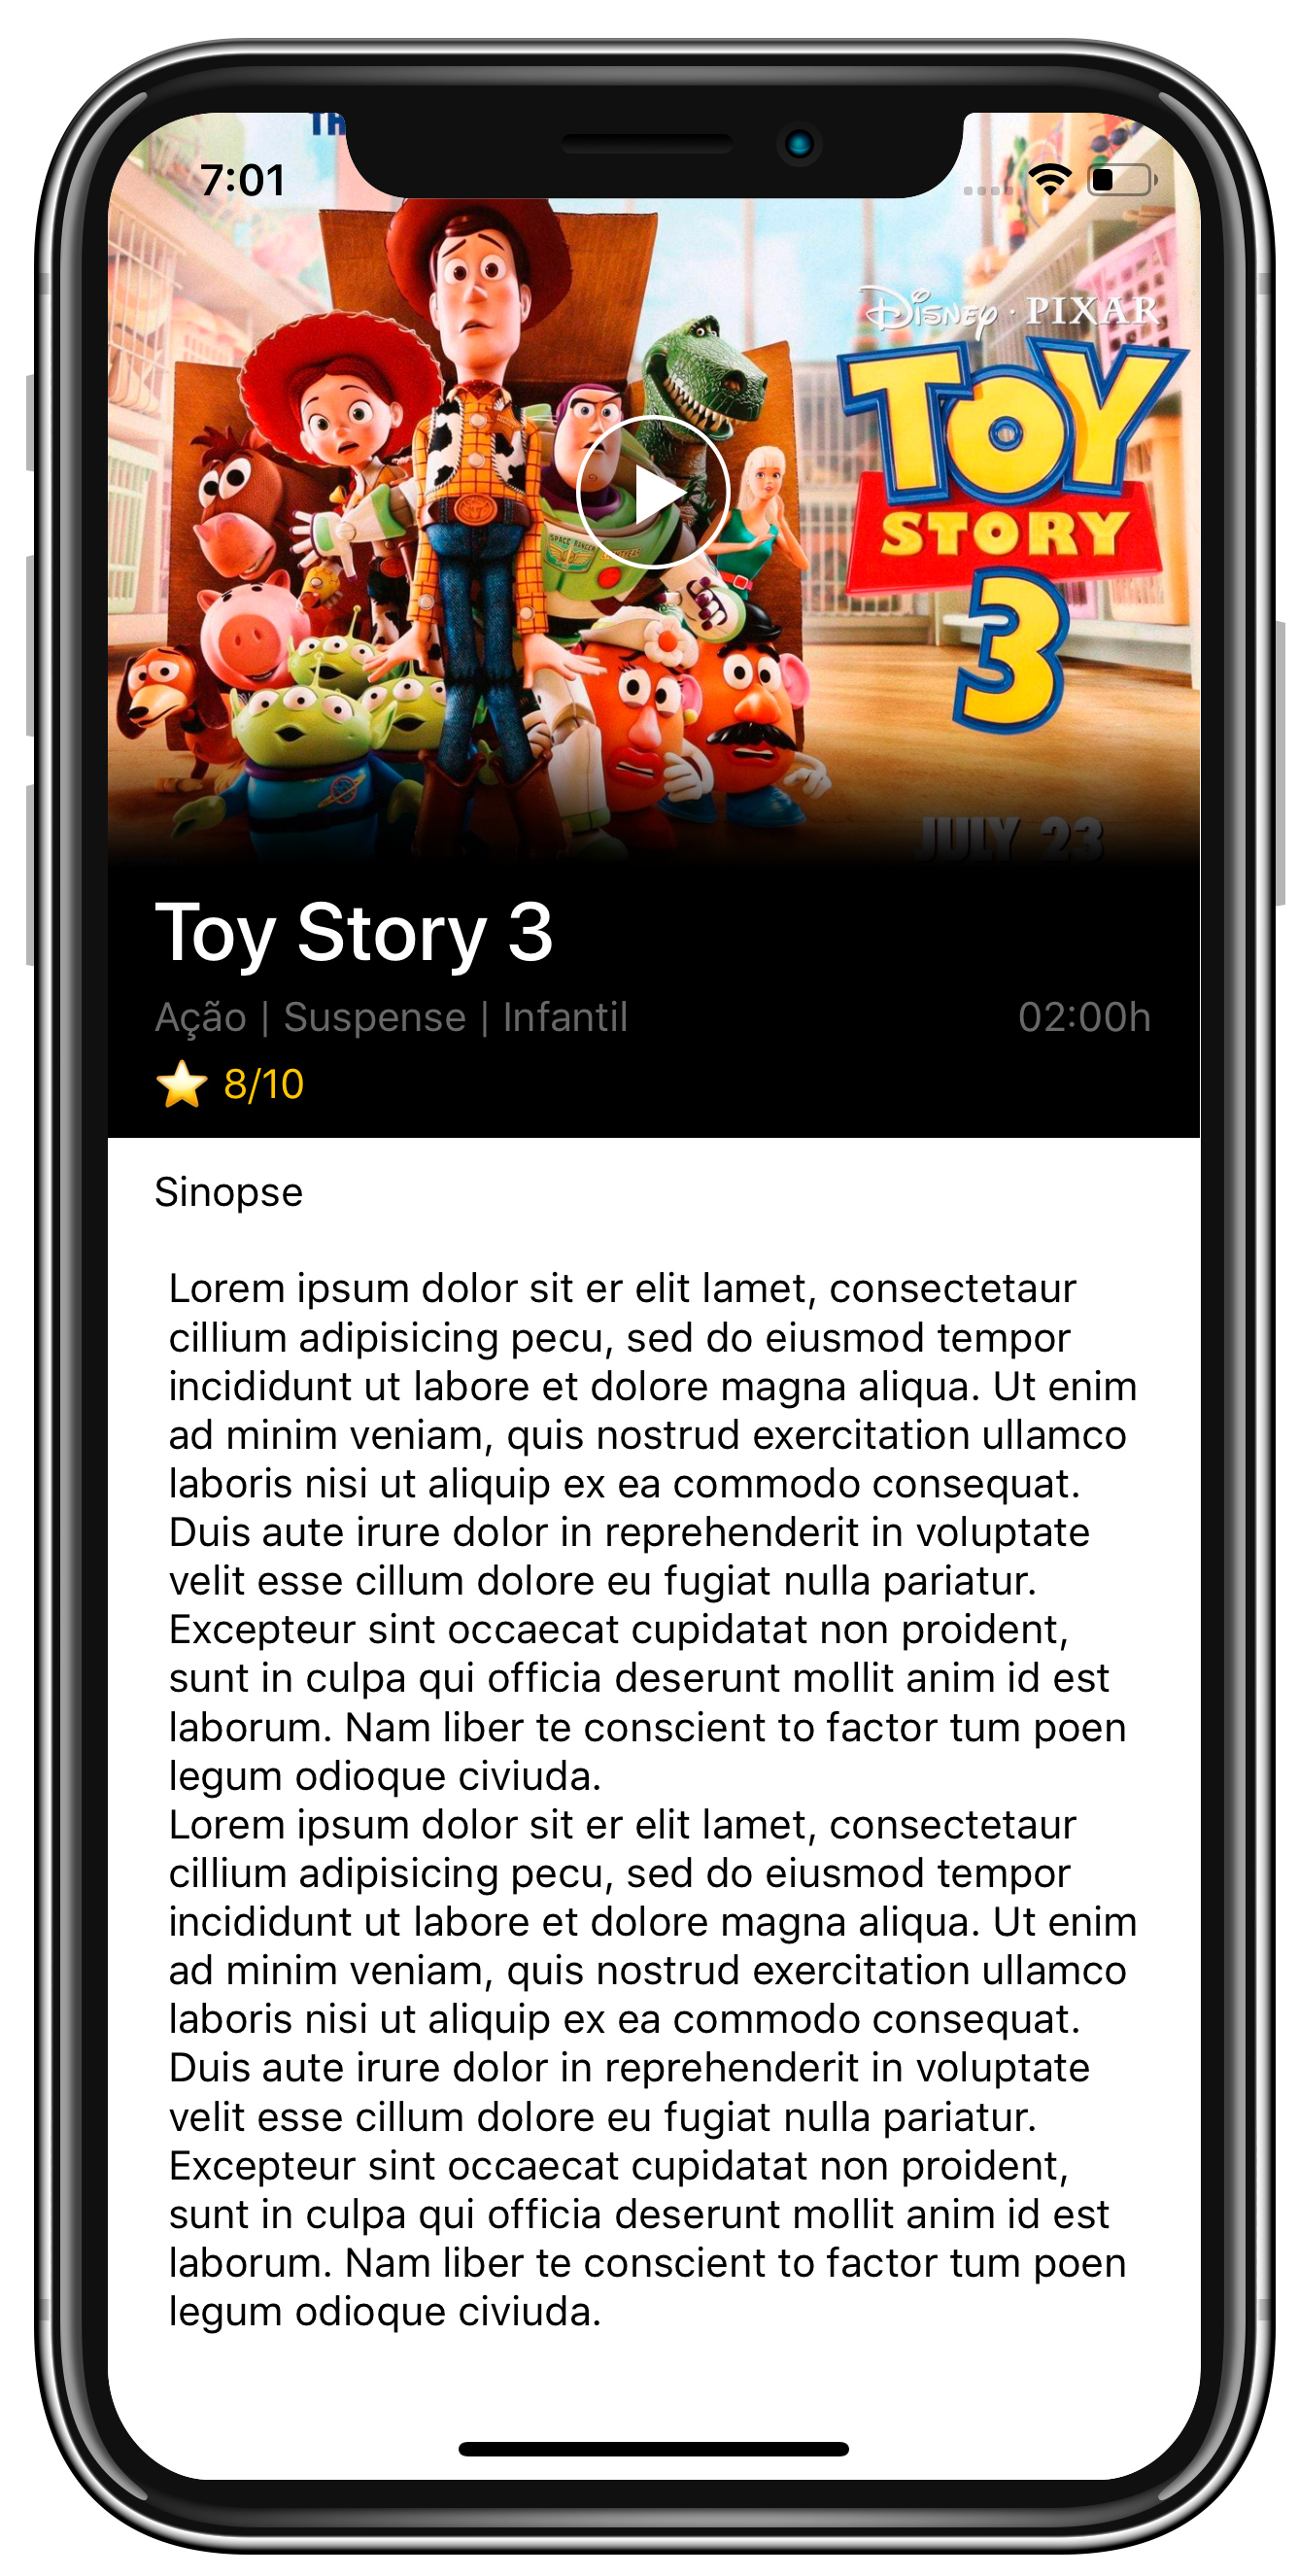 TH
7:01
Disney · PIXAR
TOY
STORY
3
SPACE RANGER
JULY 23
Toy Story 3
Ação | Suspense | Infantil
02:00h
8/10
Sinopse
Lorem ipsum dolor sit er elit lamet, consectetaur
cillium adipisicing pecu, sed do eiusmod tempor
incididunt ut labore et dolore magna aliqua. Ut enim
ad minim veniam, quis nostrud exercitation ullamco
laboris nisi ut aliquip ex ea commodo consequat.
Duis aute irure dolor in reprehenderit in voluptate
velit esse cillum dolore eu fugiat nulla pariatur.
Excepteur sint occaecat cupidatat non proident,
sunt in culpa qui officia deserunt mollit anim id est
laborum. Nam liber te conscient to factor tum poen
legum odioque civiuda.
Lorem ipsum dolor sit er elit lamet, consectetaur
cillium adipisicing pecu, sed do eiusmod tempor
incididunt ut labore et dolore magna aliqua. Ut enim
ad minim veniam, quis nostrud exercitation ullamco
laboris nisi ut aliquip ex ea commodo consequat.
Duis aute irure dolor in reprehenderit in voluptate
velit esse cillum dolore eu fugiat nulla pariatur.
Excepteur sint occaecat cupidatat non proident,
sunt in culpa qui officia deserunt mollit anim id est
laborum. Nam liber te conscient to factor tum poen
legum odioque civiuda.